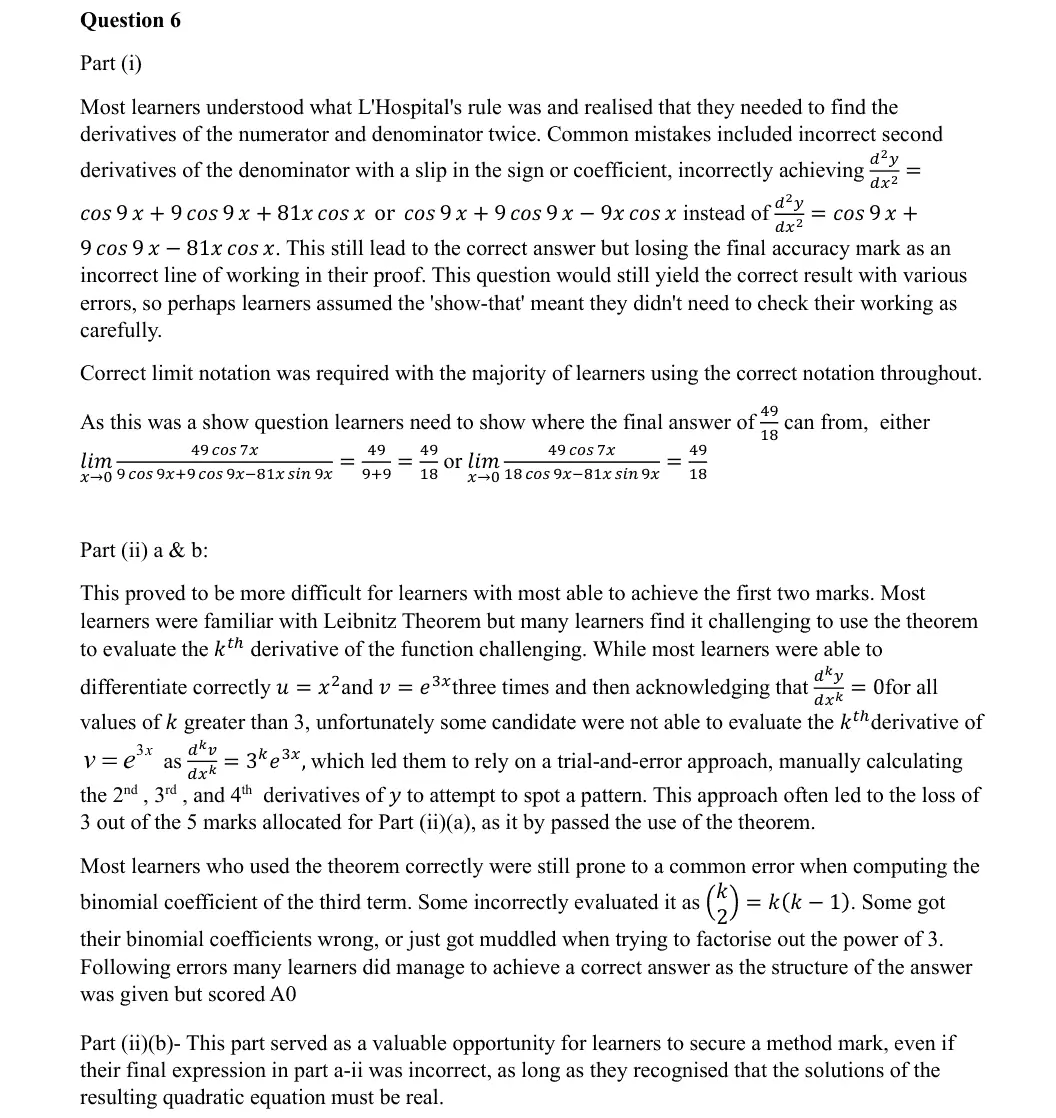 Question 6
Part (i)
Most learners understood what L'Hospital's rule was and realised that they needed to find the
derivatives of the numerator and denominator twice. Common mistakes included incorrect second
derivatives of the denominator with a slip in the sign or coefficient, incorrectly achieving d²y/dx² =
cos 9 x + 9 cos 9 x + 81x cos x or cos 9 x + 9 cos 9 x − 9x cos x instead of d²y/dx² = cos 9 x +
9 cos 9 x − 81x cos x. This still lead to the correct answer but losing the final accuracy mark as an
incorrect line of working in their proof. This question would still yield the correct result with various
errors, so perhaps learners assumed the 'show-that' meant they didn't need to check their working as
carefully.
Correct limit notation was required with the majority of learners using the correct notation throughout.
As this was a show question learners need to show where the final answer of 49/18 can from, either
lim x→0 49 cos 7x / (9 cos 9x+9 cos 9x−81x sin 9x) = 49/(9+9) = 49/18 or lim x→0 49 cos 7x / (18 cos 9x−81x sin 9x) = 49/18
Part (ii) a & b:
This proved to be more difficult for learners with most able to achieve the first two marks. Most
learners were familiar with Leibnitz Theorem but many learners find it challenging to use the theorem
to evaluate the kᵗʰ derivative of the function challenging. While most learners were able to
differentiate correctly u = x² and v = e³ˣ three times and then acknowledging that dᵏy/dxᵏ = 0for all
values of k greater than 3, unfortunately some candidate were not able to evaluate the kᵗʰ derivative of
v = e³ˣ as dᵏv/dxᵏ = 3ᵏe³ˣ, which led them to rely on a trial-and-error approach, manually calculating
the 2ⁿᵈ , 3ʳᵈ , and 4ᵗʰ derivatives of y to attempt to spot a pattern. This approach often led to the loss of
3 out of the 5 marks allocated for Part (ii)(a), as it by passed the use of the theorem.
Most learners who used the theorem correctly were still prone to a common error when computing the
binomial coefficient of the third term. Some incorrectly evaluated it as (k 2) = k(k − 1). Some got
their binomial coefficients wrong, or just got muddled when trying to factorise out the power of 3.
Following errors many learners did manage to achieve a correct answer as the structure of the answer
was given but scored A0
Part (ii)(b)- This part served as a valuable opportunity for learners to secure a method mark, even if
their final expression in part a-ii was incorrect, as long as they recognised that the solutions of the
resulting quadratic equation must be real.